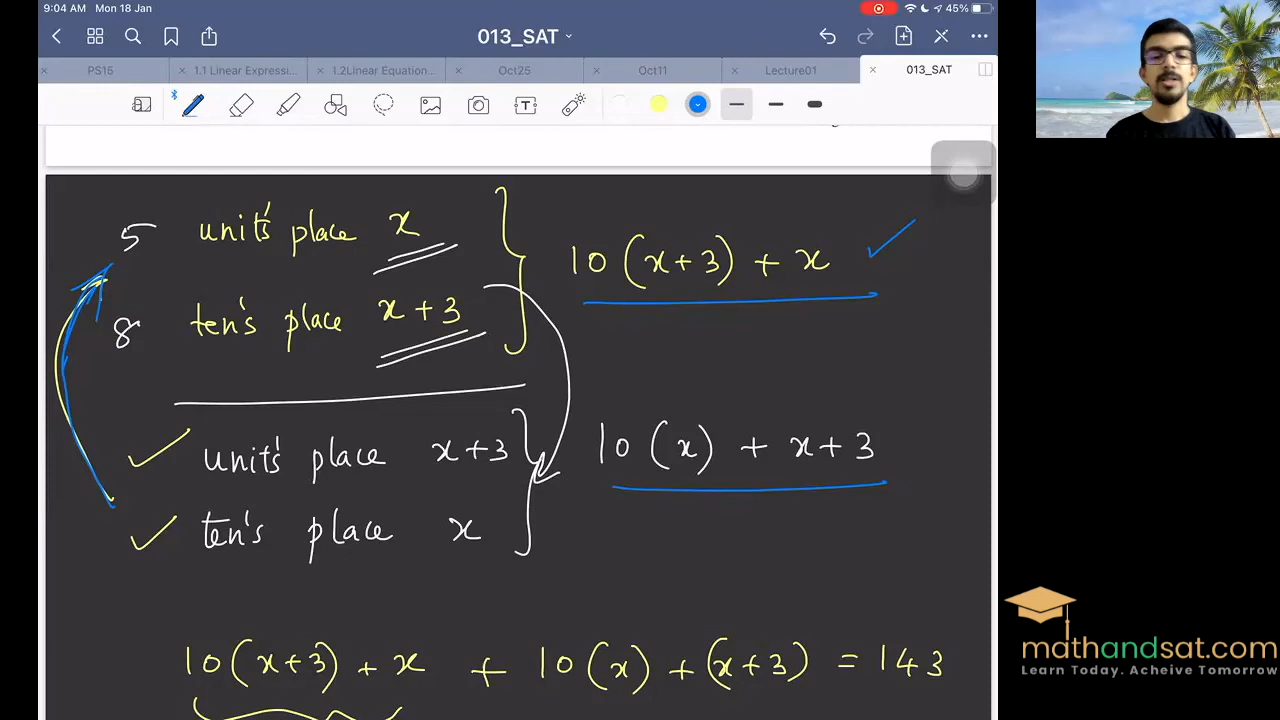 9:04 AM Mon 18 Jan
45%
013_SAT
PS15
1.1 Linear Expressi...
1.2Linear Equation...
Oct25
Oct11
Lecture01
013_SAT
5 unit's place x
10(x+3) + x
8 ten's place x+3
units place x+3
10(x) + x+3
ten's place x
10(x+3) + x + 10(x) + (x+3) = 143
mathandsat.com
Learn Today. Acheive Tomorrow